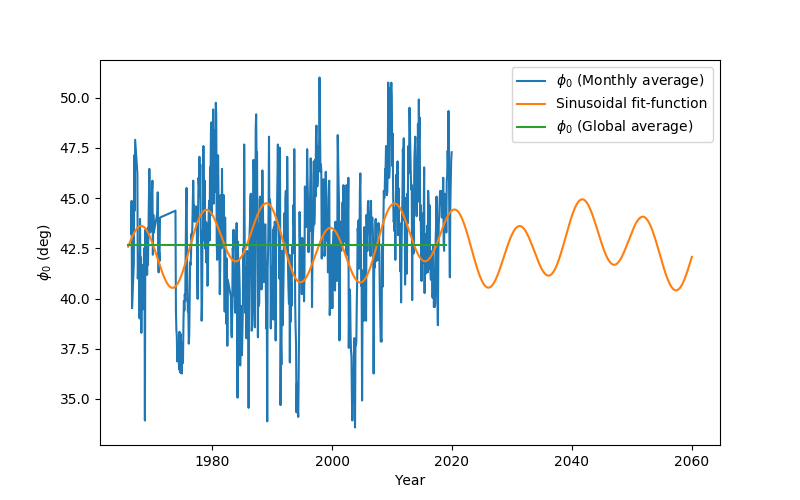 ϕ₀ (Monthly average)
Sinusoidal fit-function
ϕ₀ (Global average)
50.0
47.5
45.0
42.5
40.0
37.5
35.0
ϕ₀ (deg)
1980
2000
2020
2040
2060
Year